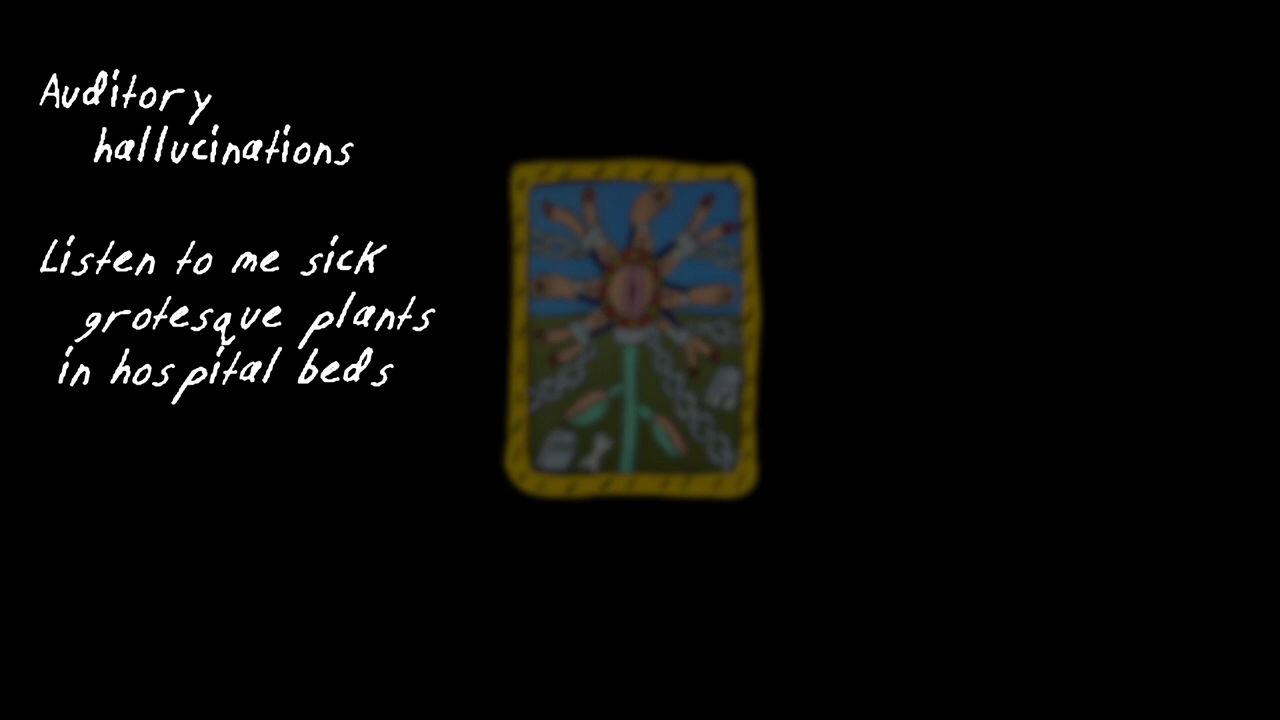 Auditory
hallucinations
Listen to me sick
grotesque plants
in hospital beds